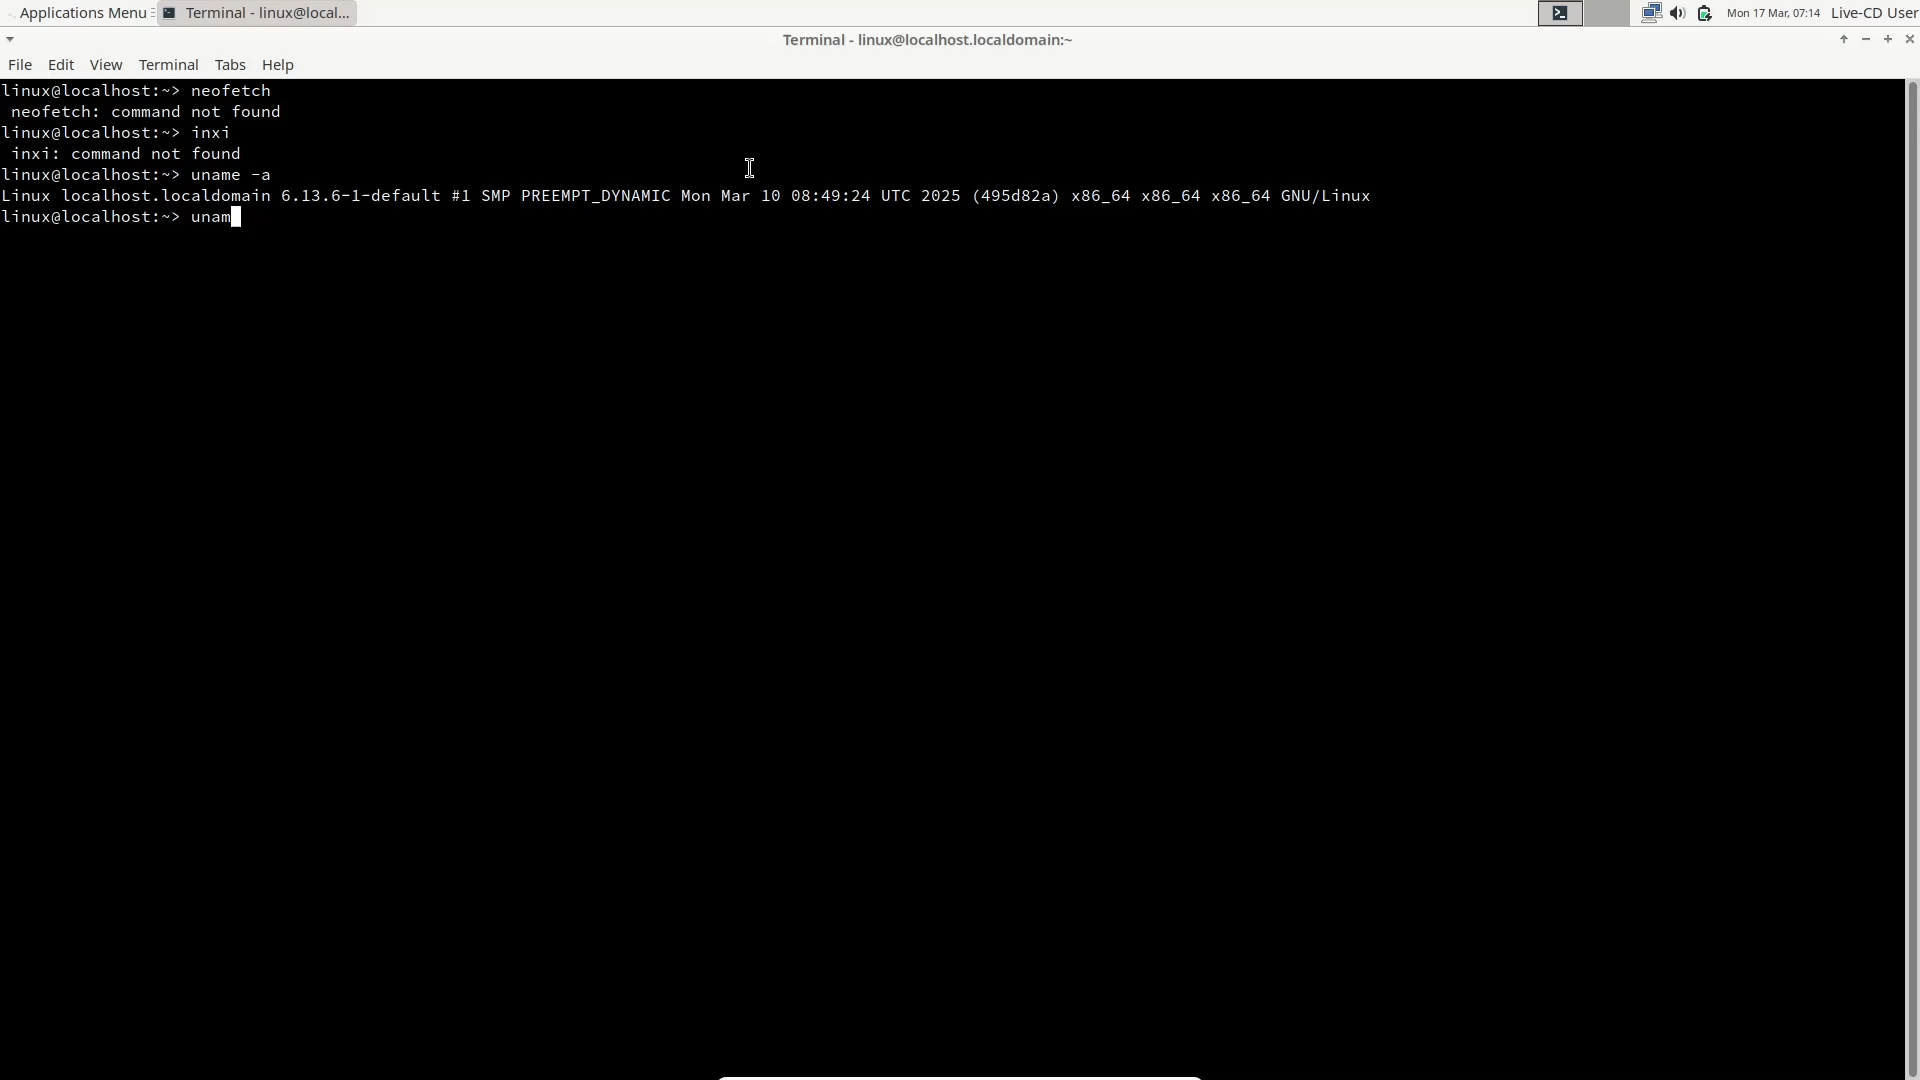 Applications Menu Terminal - linux@local... Mon 17 Mar, 07:14 Live-CD User
Terminal - linux@localhost.localdomain:~
File Edit View Terminal Tabs Help
linux@localhost:~> neofetch
 neofetch: command not found
linux@localhost:~> inxi
 inxi: command not found
linux@localhost:~> uname -a
Linux localhost.localdomain 6.13.6-1-default #1 SMP PREEMPT_DYNAMIC Mon Mar 10 08:49:24 UTC 2025 (495d82a) x86_64 x86_64 x86_64 GNU/Linux
linux@localhost:~> unam